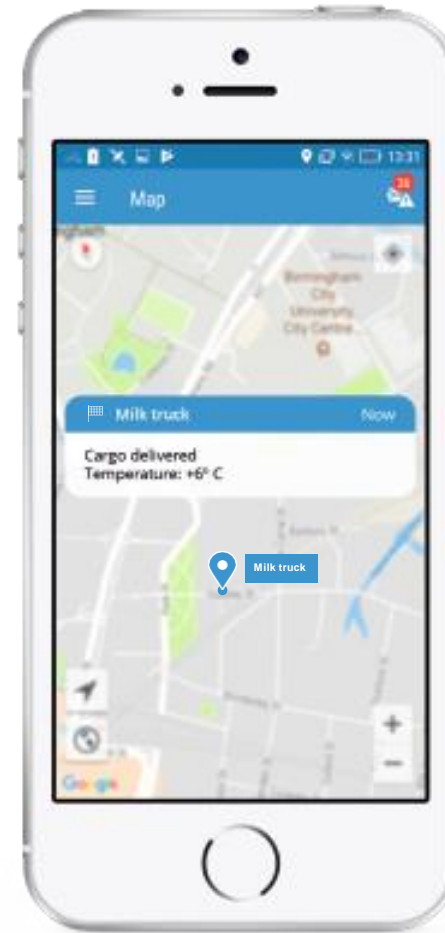 13:31
Map
Birmingham
City
University
City Centre...
Milk truck
Now
Cargo delivered
Temperature: +6° C
Milk truck
Google